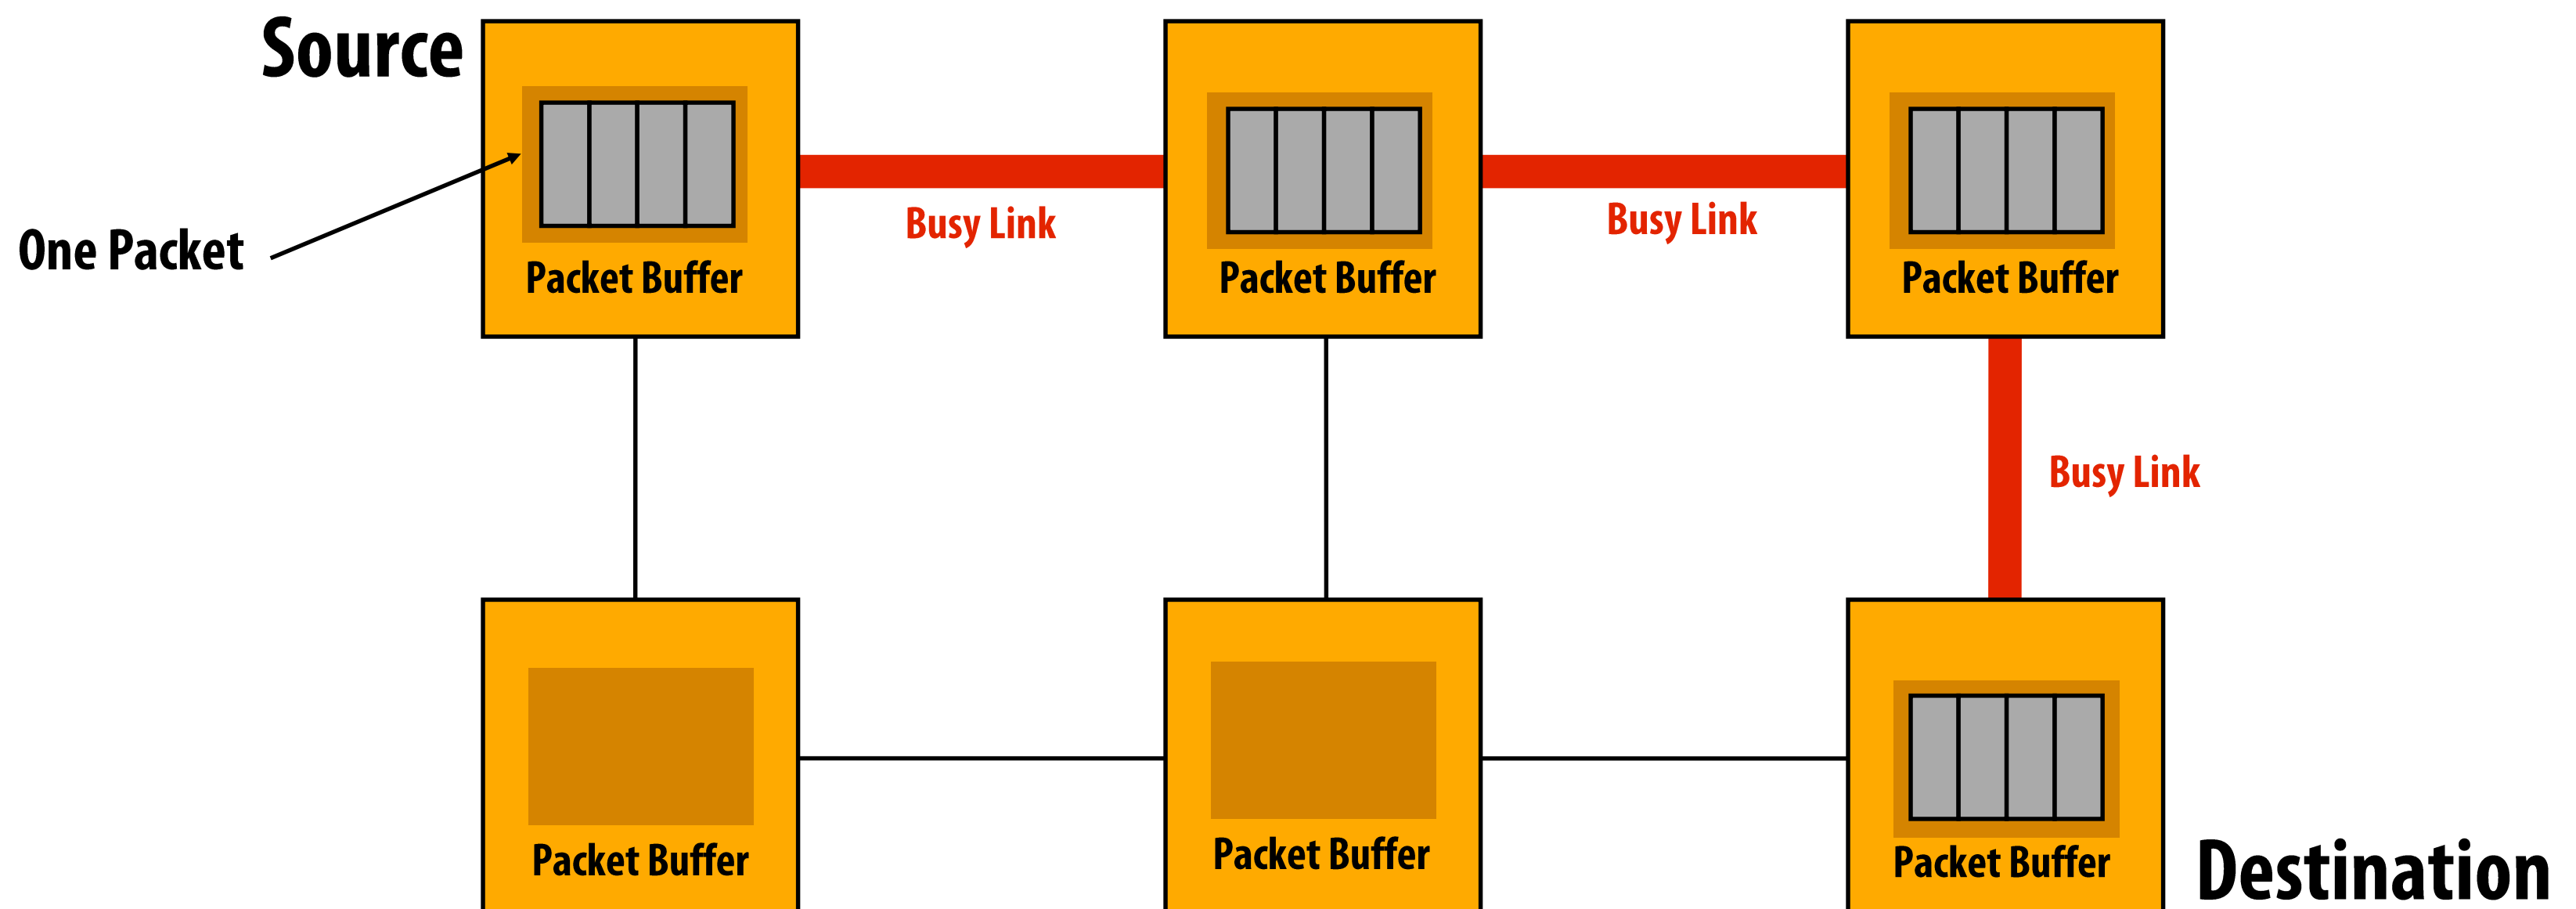 Source
One Packet
Busy Link
Busy Link
Packet Buffer
Packet Buffer
Packet Buffer
Busy Link
Packet Buffer
Packet Buffer
Packet Buffer
Destination